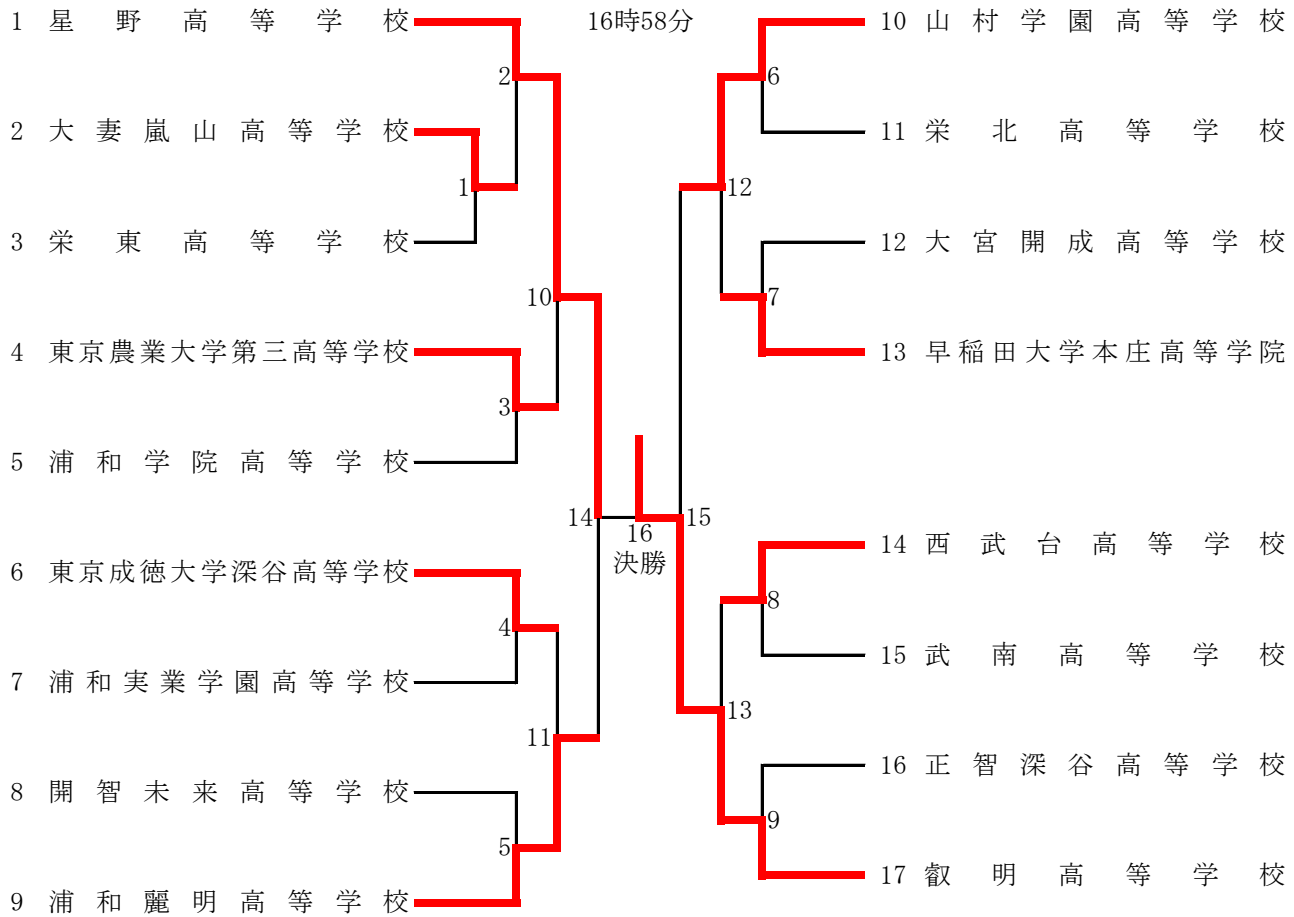 16時58分
1 星野高等学校
2
2 大妻嵐山高等学校
1
3 栄東高等学校
10
4 東京農業大学第三高等学校
3
5 浦和学院高等学校
14
6 東京成徳大学深谷高等学校
4
7 浦和実業学園高等学校
11
8 開智未来高等学校
5
9 浦和麗明高等学校
16
決勝
10 山村学園高等学校
6
11 栄北高等学校
12
12 大宮開成高等学校
7
13 早稲田大学本庄高等学院
15
14 西武台高等学校
8
15 武南高等学校
13
16 正智深谷高等学校
9
17 叡明高等学校